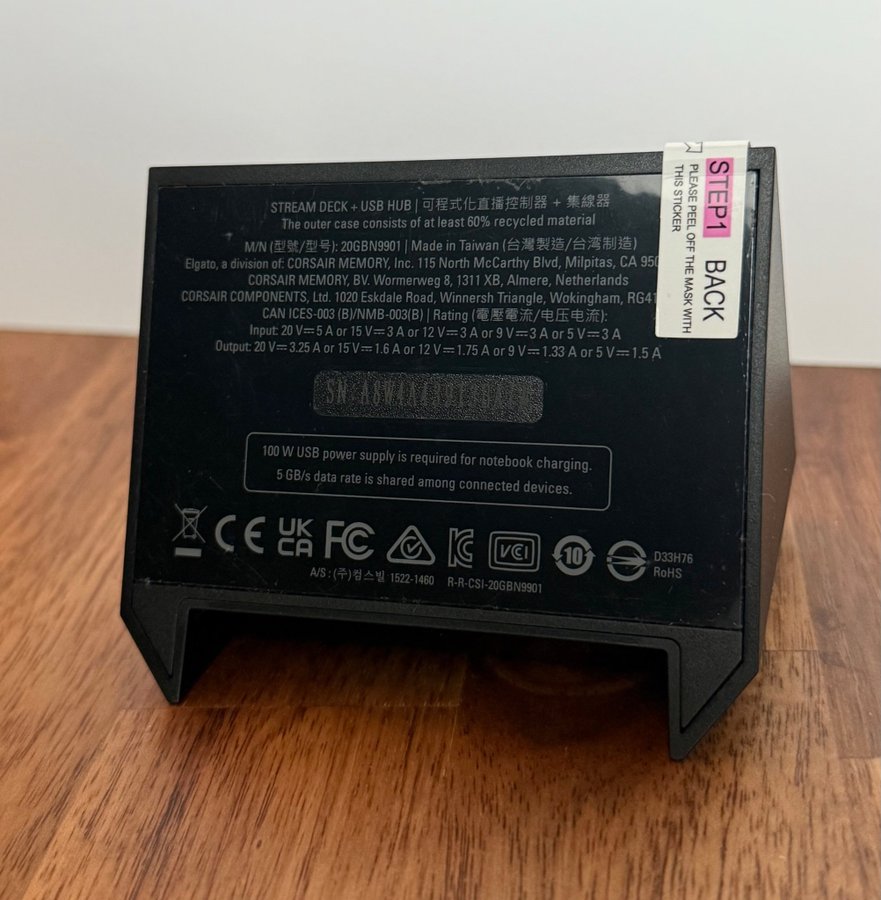 STREAM DECK + USB HUB | 可程式化直播控制器 + 集線器
The outer case consists of at least 60% recycled material
M/N (型號/型号): 20GBN9901 | Made in Taiwan (台灣製造/台湾制造)
Elgato, a division of: CORSAIR MEMORY, Inc. 115 North McCarthy Blvd, Milpitas, CA
CORSAIR MEMORY, BV. Wormerweg 8, 1311 XB, Almere, Netherlands
CORSAIR COMPONENTS, Ltd. 1020 Eskdale Road, Winnersh Triangle, Wokingham,
CAN ICES-003 (B)/NMB-003(B) | Rating (電壓電流/电压电流):
Input: 20 V⎓5 A or 15 V⎓3 A or 12 V⎓3 A or 9 V⎓3 A or 5 V⎓3 A
Output: 20 V⎓3.25 A or 15 V⎓1.6 A or 12 V⎓1.75 A or 9 V⎓1.33 A or 5 V⎓1.5 A
SN:
100 W USB power supply is required for notebook charging.
5 GB/s data rate is shared among connected devices.
CE UK CA FC KC VCI 10 D33H76
RoHS
A/S : (주)컴스빌 1522-1460 R-R-CSI-20GBN9901
STEP1 BACK
PLEASE PEEL OFF THE MASK WITH
THIS STICKER